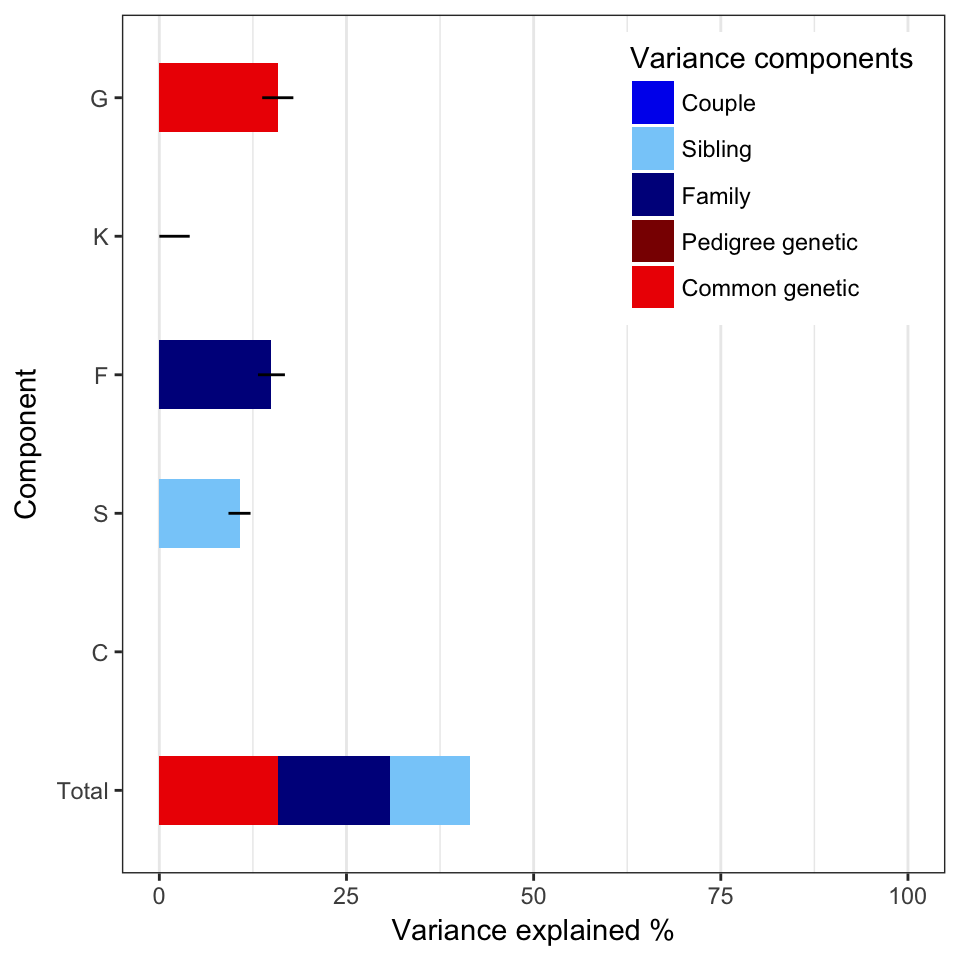 Variance components
Couple
Sibling
Family
Pedigree genetic
Common genetic
Component
G
K
F
S
C
Total
0 25 50 75 100
Variance explained %